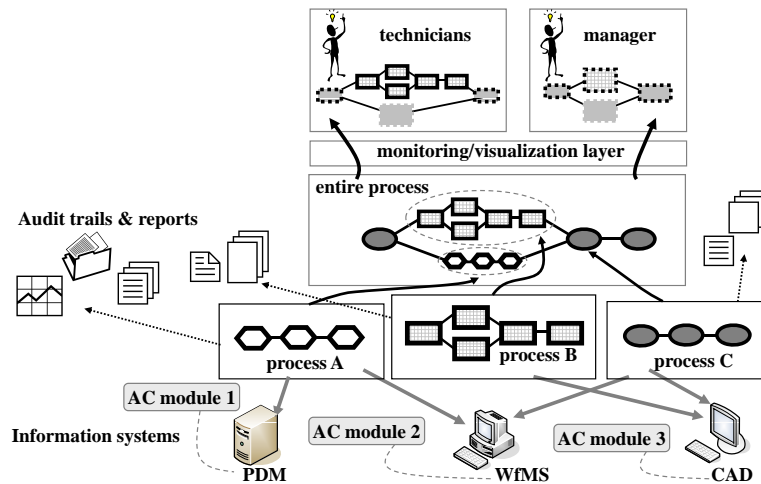 technicians
manager
monitoring/visualization layer
entire process
Audit trails & reports
process A
process B
process C
AC module 1
AC module 2
AC module 3
Information systems
PDM
WfMS
CAD